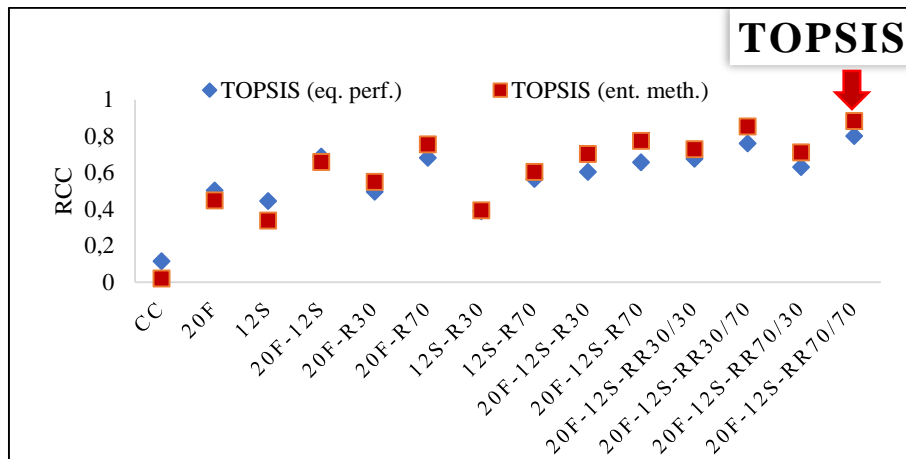 TOPSIS
TOPSIS (eq. perf.)
TOPSIS (ent. meth.)
RCC
1
0,8
0,6
0,4
0,2
0
CC
20F
12S
20F-12S
20F-R30
20F-R70
12S-R30
12S-R70
20F-12S-R30
20F-12S-R70
20F-12S-RR30/30
20F-12S-RR30/70
20F-12S-RR70/30
20F-12S-RR70/70